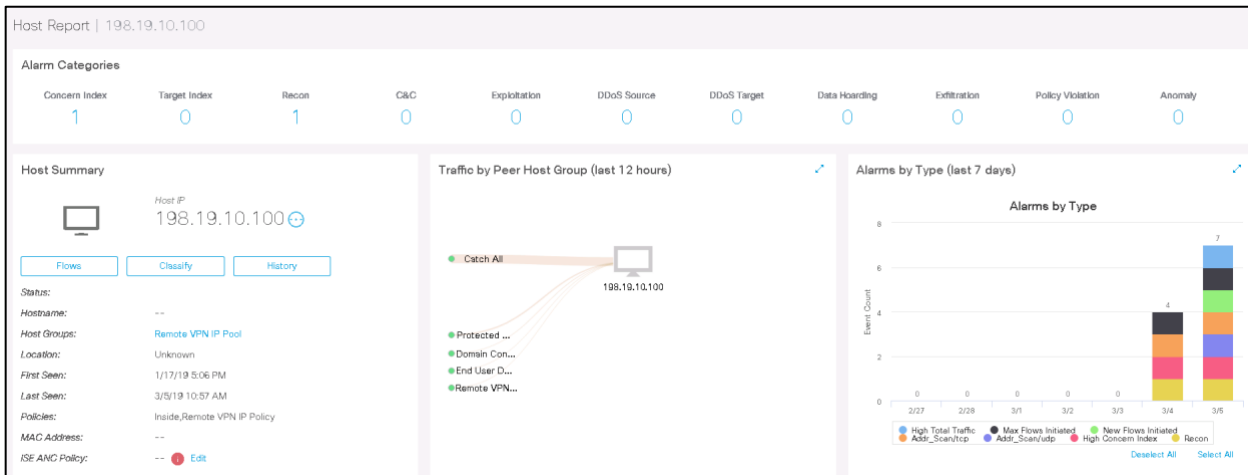 Host Report | 198.19.10.100
Alarm Categories
Concern Index Target Index Recon C&C Exploitation DDoS Source DDoS Target Data Hoarding Exfiltration Policy Violation Anomaly
1 0 1 0 0 0 0 0 0 0 0
Host Summary
Host IP
198.19.10.100
Flows Classify History
Status:
Hostname: --
Host Groups: Remote VPN IP Pool
Location: Unknown
First Seen: 1/17/19 5:06 PM
Last Seen: 3/5/19 10:57 AM
Policies: Inside,Remote VPN IP Policy
MAC Address: --
ISE ANC Policy: -- Edit
Traffic by Peer Host Group (last 12 hours)
Catch All
198.19.10.100
Protected ...
Domain Con...
End User D...
Remote VPN...
Alarms by Type (last 7 days)
Alarms by Type
8
7
6
4
4
2
0
0 0 0 0 0
Event Count
2/27 2/28 3/1 3/2 3/3 3/4 3/5
High Total Traffic Max Flows Initiated New Flows Initiated
Addr_Scan/tcp Addr_Scan/udp High Concern Index Recon
Deselect All Select All